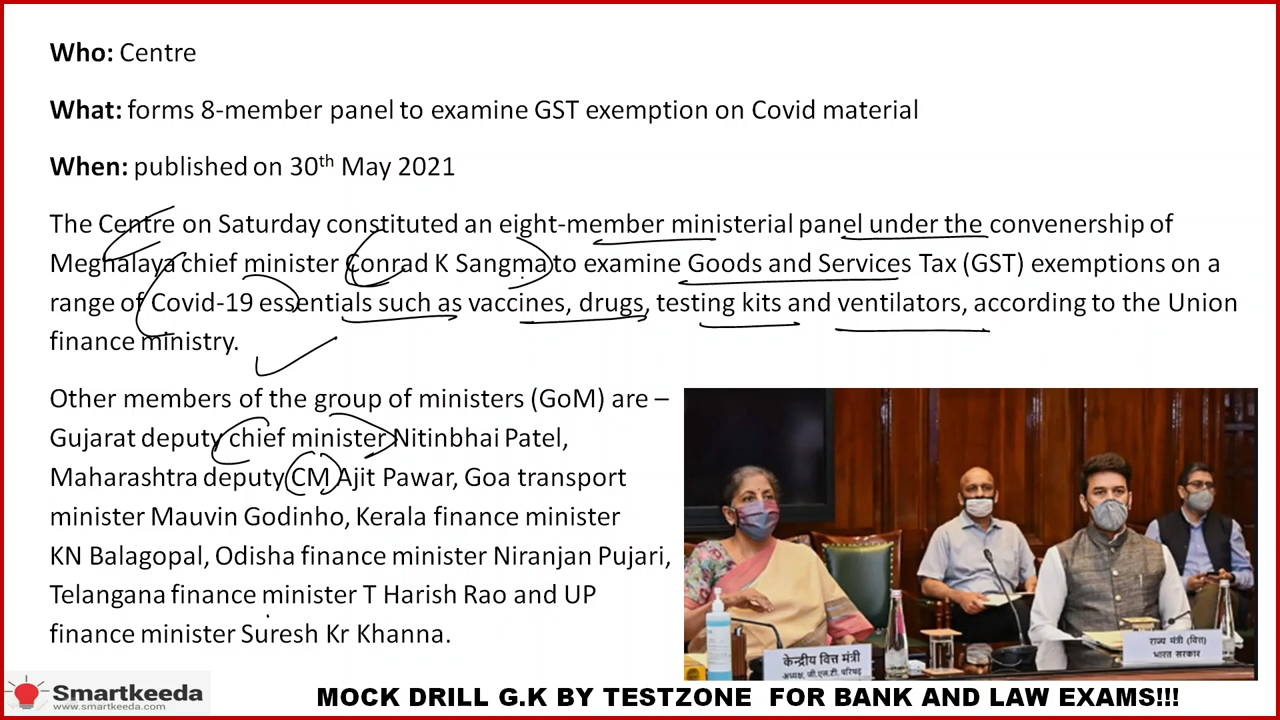 Who: Centre
What: forms 8-member panel to examine GST exemption on Covid material
When: published on 30th May 2021
The Centre on Saturday constituted an eight-member ministerial panel under the convenership of
Meghalaya chief minister Conrad K Sangma to examine Goods and Services Tax (GST) exemptions on a
range of Covid-19 essentials such as vaccines, drugs, testing kits and ventilators, according to the Union
finance ministry.
Other members of the group of ministers (GoM) are –
Gujarat deputy chief minister Nitinbhai Patel,
Maharashtra deputy CM Ajit Pawar, Goa transport
minister Mauvin Godinho, Kerala finance minister
KN Balagopal, Odisha finance minister Niranjan Pujari,
Telangana finance minister T Harish Rao and UP
finance minister Suresh Kr Khanna.
केन्द्रीय वित्त मंत्री
अध्यक्ष, जी.एस.टी. परिषद्
राज्य मंत्री (वित्त)
भारत सरकार
Smartkeeda
www.smartkeeda.com
MOCK DRILL G.K BY TESTZONE FOR BANK AND LAW EXAMS!!!